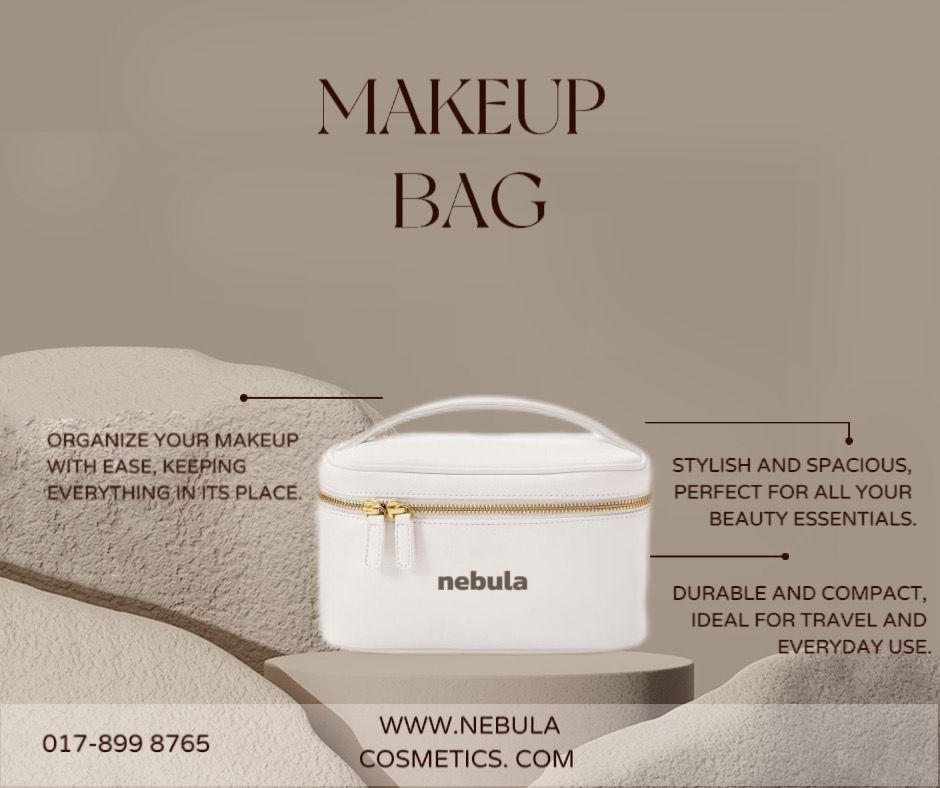 MAKEUP
BAG
ORGANIZE YOUR MAKEUP
WITH EASE, KEEPING
EVERYTHING IN ITS PLACE.
STYLISH AND SPACIOUS,
PERFECT FOR ALL YOUR
BEAUTY ESSENTIALS.
nebula
DURABLE AND COMPACT,
IDEAL FOR TRAVEL AND
EVERYDAY USE.
017-899 8765
WWW.NEBULA
COSMETICS. COM